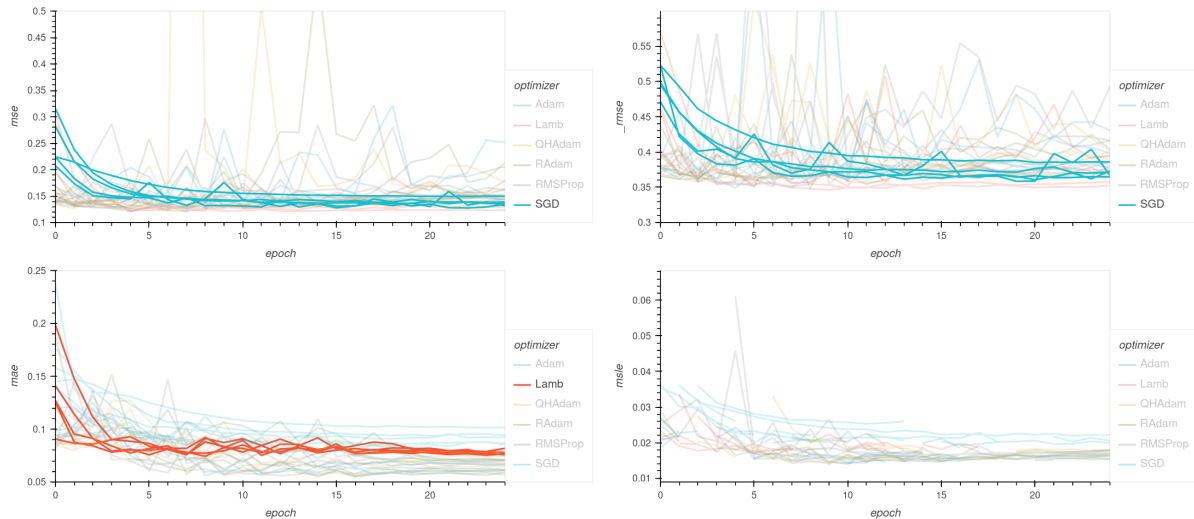 0.5
0.45
0.4
0.35
0.3
0.25
0.2
0.15
0.1
mse
0
5
10
15
20
epoch
optimizer
Adam
Lamb
QHAdam
RAdam
RMSProp
SGD
0.55
0.5
0.45
0.4
0.35
0.3
_rmse
0
5
10
15
20
epoch
optimizer
Adam
Lamb
QHAdam
RAdam
RMSProp
SGD
0.25
0.2
0.15
0.1
0.05
mae
0
5
10
15
20
epoch
optimizer
Adam
Lamb
QHAdam
RAdam
RMSProp
SGD
0.06
0.05
0.04
0.03
0.02
0.01
msle
0
5
10
15
20
epoch
optimizer
Adam
Lamb
QHAdam
RAdam
RMSProp
SGD